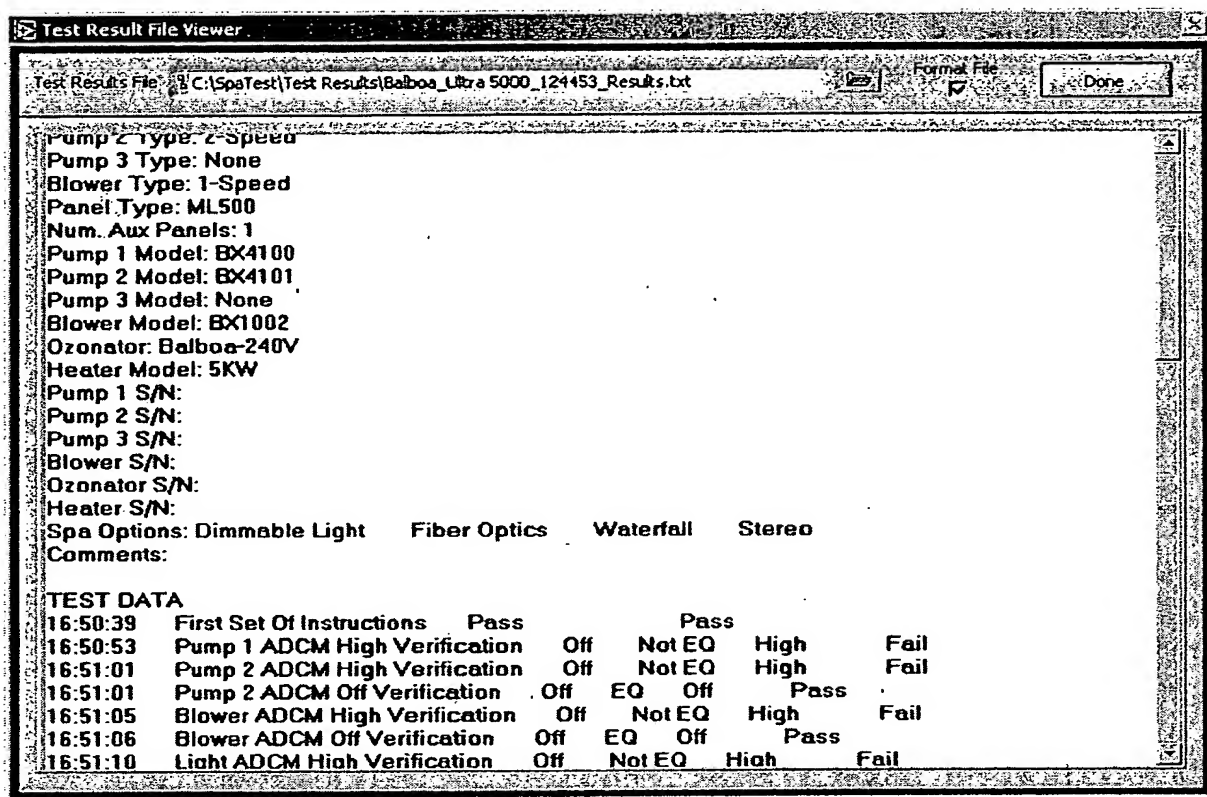 Test Result File Viewer
Test Results File C:\SpaTest\Test Results\Balboa_Ultra 5000_124453_Results.txt Format File Done
Pump 2 Type: 2-Speed
Pump 3 Type: None
Blower Type: 1-Speed
Panel Type: ML500
Num. Aux Panels: 1
Pump 1 Model: BX4100
Pump 2 Model: BX4101
Pump 3 Model: None
Blower Model: BX1002
Ozonator: Balboa-240V
Heater Model: 5KW
Pump 1 S/N:
Pump 2 S/N:
Pump 3 S/N:
Blower S/N:
Ozonator S/N:
Heater S/N:
Spa Options: Dimmable Light Fiber Optics Waterfall Stereo
Comments:
TEST DATA
16:50:39 First Set Of Instructions Pass Pass
16:50:53 Pump 1 ADCM High Verification Off Not EQ High Fail
16:51:01 Pump 2 ADCM High Verification Off Not EQ High Fail
16:51:01 Pump 2 ADCM Off Verification Off EQ Off Pass
16:51:05 Blower ADCM High Verification Off Not EQ High Fail
16:51:06 Blower ADCM Off Verification Off EQ Off Pass
16:51:10 Light ADCM High Verification Off Not EQ High Fail